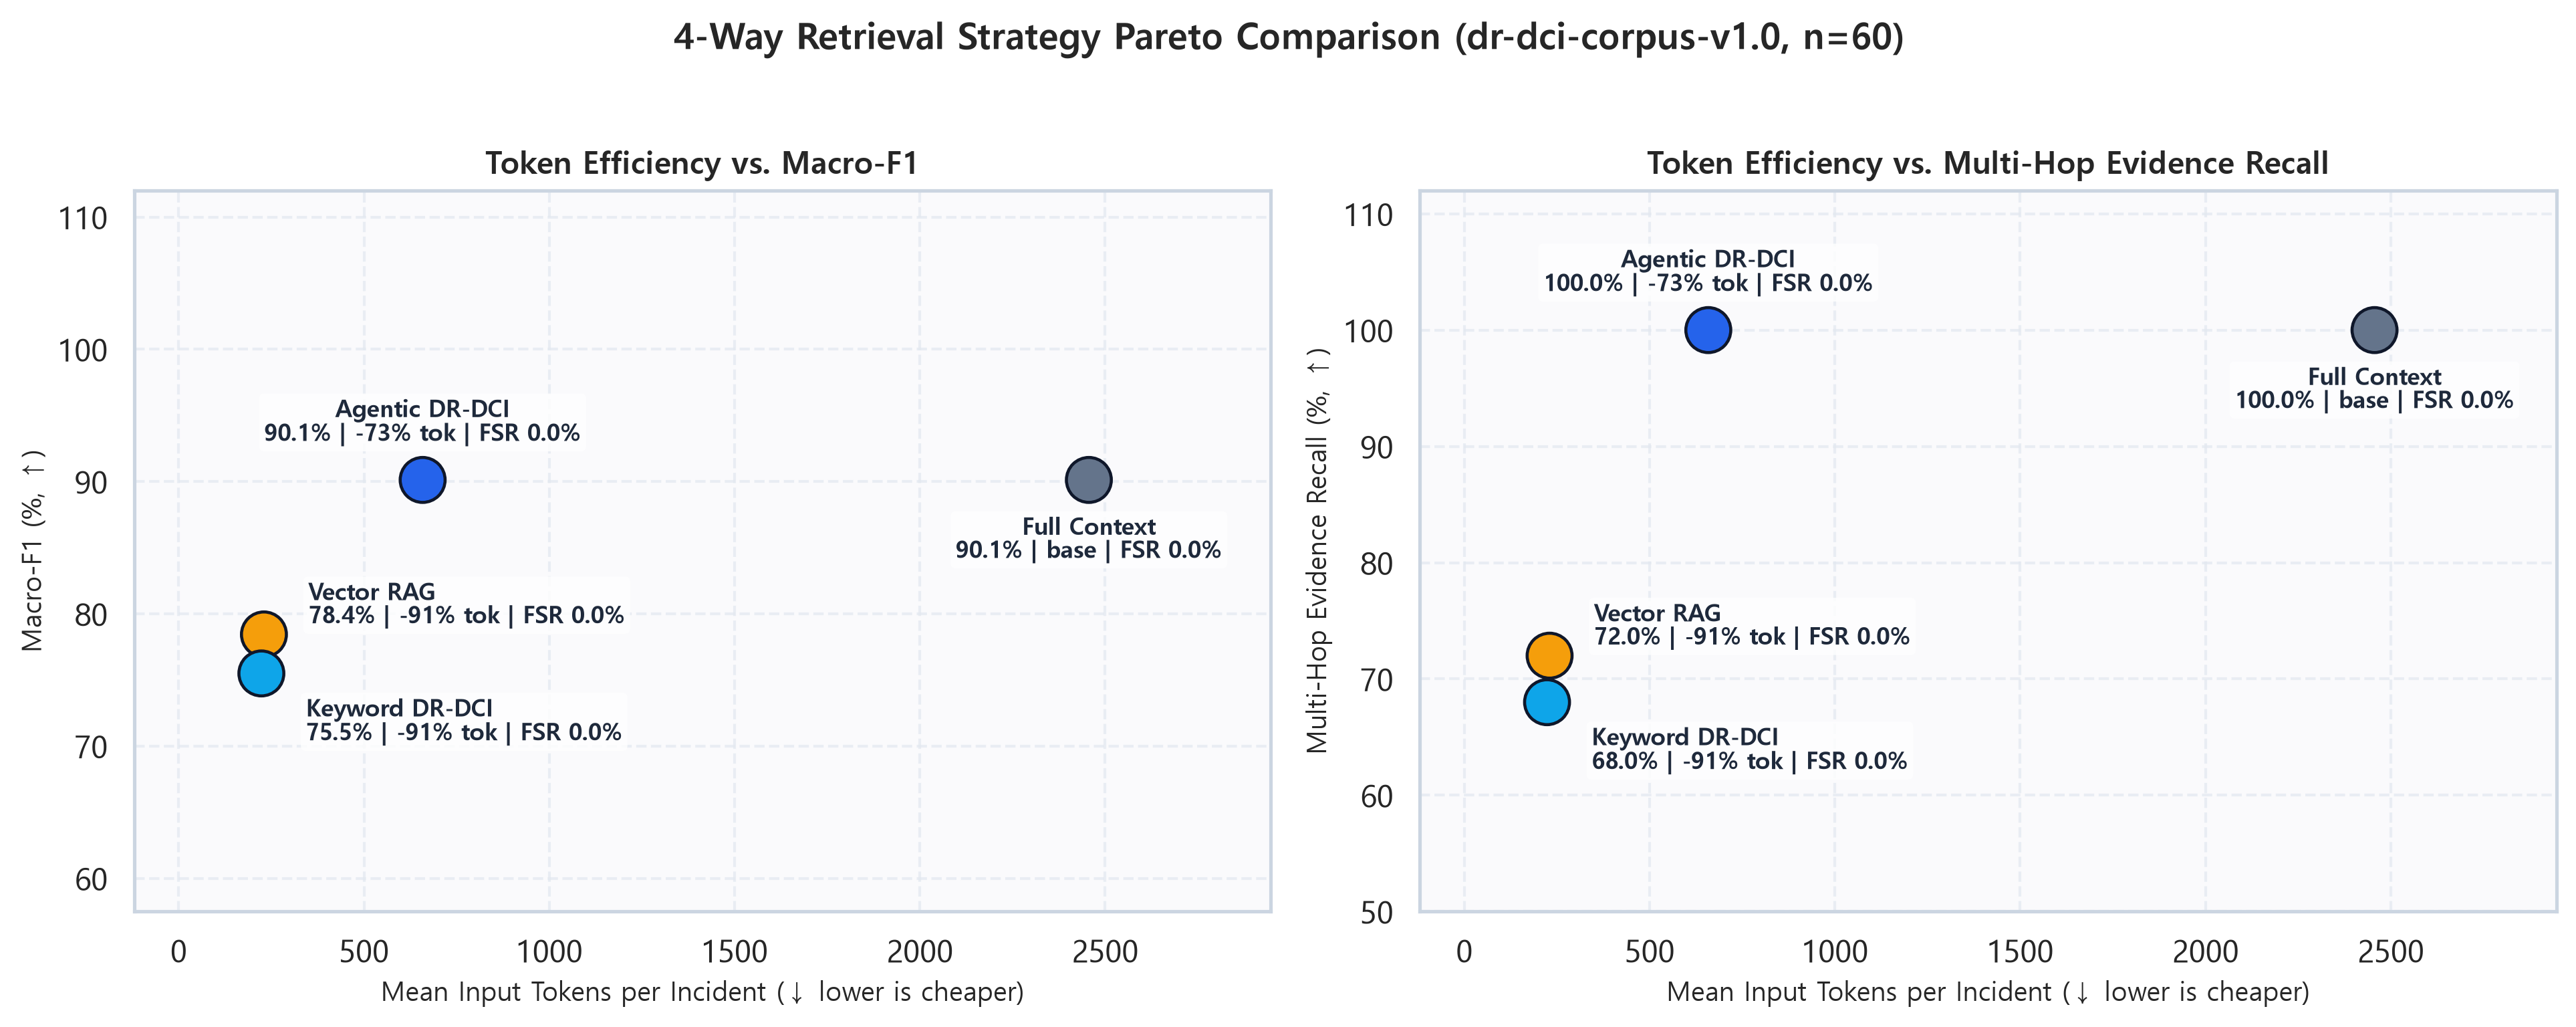 4-Way Retrieval Strategy Pareto Comparison (dr-dci-corpus-v1.0, n=60)
Token Efficiency vs. Macro-F1
Macro-F1 (%, ↑)
110
100
90
80
70
60
Agentic DR-DCI
90.1% | -73% tok | FSR 0.0%
Full Context
90.1% | base | FSR 0.0%
Vector RAG
78.4% | -91% tok | FSR 0.0%
Keyword DR-DCI
75.5% | -91% tok | FSR 0.0%
0
500
1000
1500
2000
2500
Mean Input Tokens per Incident (↓ lower is cheaper)
Token Efficiency vs. Multi-Hop Evidence Recall
Multi-Hop Evidence Recall (%, ↑)
110
100
90
80
70
60
50
Agentic DR-DCI
100.0% | -73% tok | FSR 0.0%
Full Context
100.0% | base | FSR 0.0%
Vector RAG
72.0% | -91% tok | FSR 0.0%
Keyword DR-DCI
68.0% | -91% tok | FSR 0.0%
0
500
1000
1500
2000
2500
Mean Input Tokens per Incident (↓ lower is cheaper)